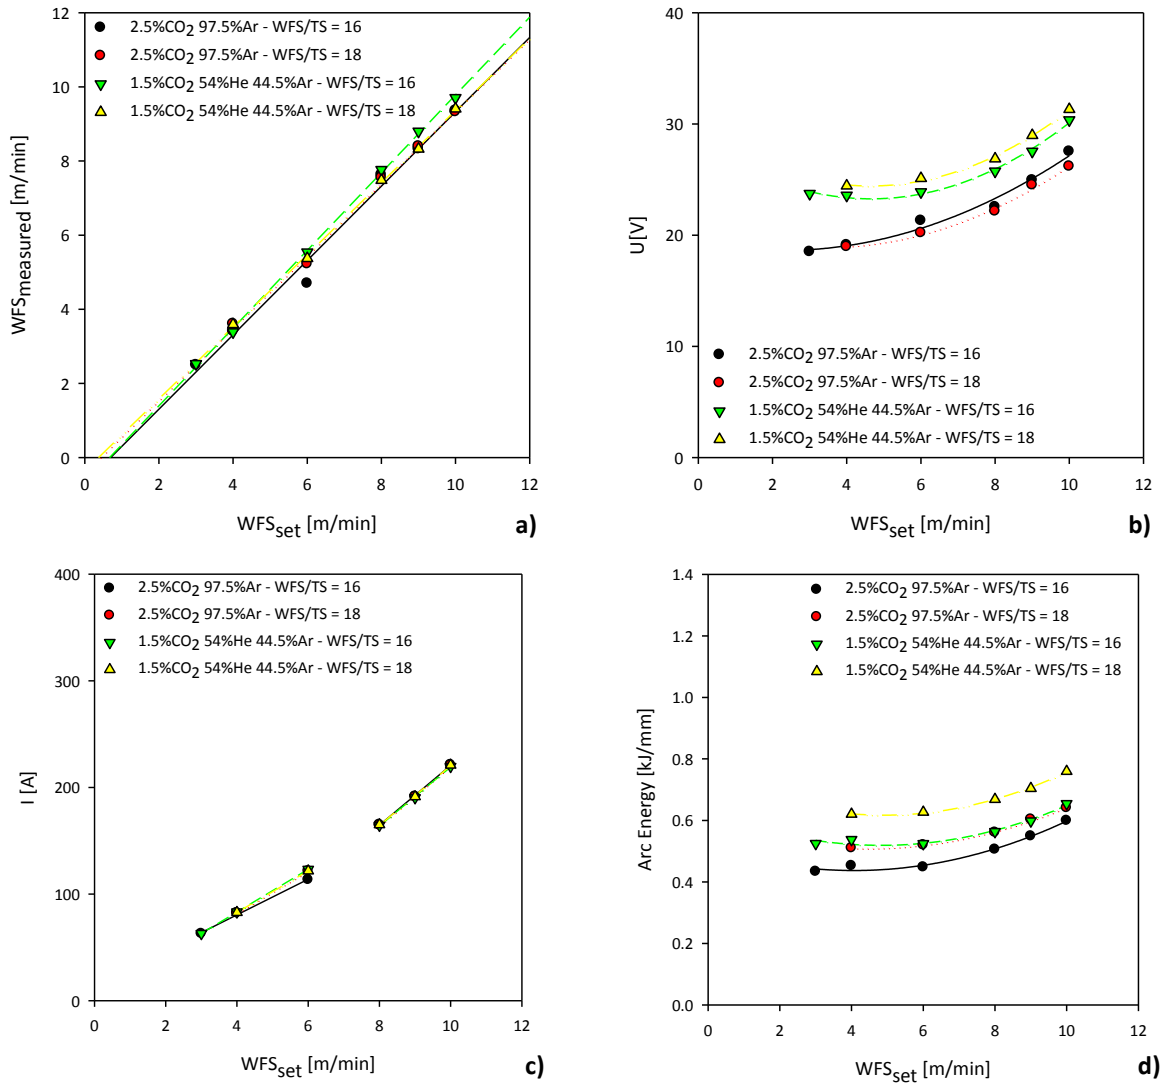 12
10
8
6
4
2
0
WFSmeasured [m/min]
2.5%CO2 97.5%Ar - WFS/TS = 16
2.5%CO2 97.5%Ar - WFS/TS = 18
1.5%CO2 54%He 44.5%Ar - WFS/TS = 16
1.5%CO2 54%He 44.5%Ar - WFS/TS = 18
0 2 4 6 8 10 12
WFSset [m/min]
a)
40
30
20
10
0
U[V]
2.5%CO2 97.5%Ar - WFS/TS = 16
2.5%CO2 97.5%Ar - WFS/TS = 18
1.5%CO2 54%He 44.5%Ar - WFS/TS = 16
1.5%CO2 54%He 44.5%Ar - WFS/TS = 18
0 2 4 6 8 10 12
WFSset [m/min]
b)
400
300
200
100
0
I [A]
2.5%CO2 97.5%Ar - WFS/TS = 16
2.5%CO2 97.5%Ar - WFS/TS = 18
1.5%CO2 54%He 44.5%Ar - WFS/TS = 16
1.5%CO2 54%He 44.5%Ar - WFS/TS = 18
0 2 4 6 8 10 12
WFSset [m/min]
c)
1.4
1.2
1.0
0.8
0.6
0.4
0.2
0.0
Arc Energy [kJ/mm]
2.5%CO2 97.5%Ar - WFS/TS = 16
2.5%CO2 97.5%Ar - WFS/TS = 18
1.5%CO2 54%He 44.5%Ar - WFS/TS = 16
1.5%CO2 54%He 44.5%Ar - WFS/TS = 18
0 2 4 6 8 10 12
WFSset [m/min]
d)